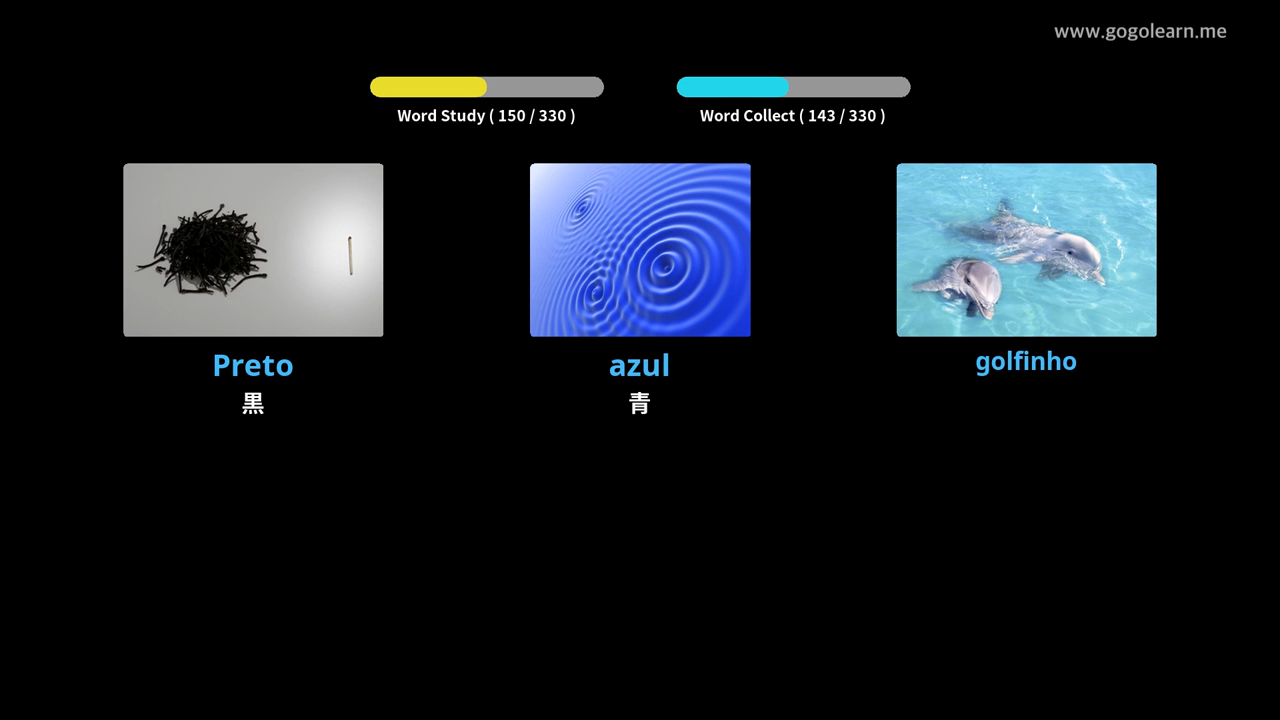 www.gogolearn.me
Word Study ( 150 / 330 )
Word Collect ( 143 / 330 )
Preto
azul
golfinho
黒
青